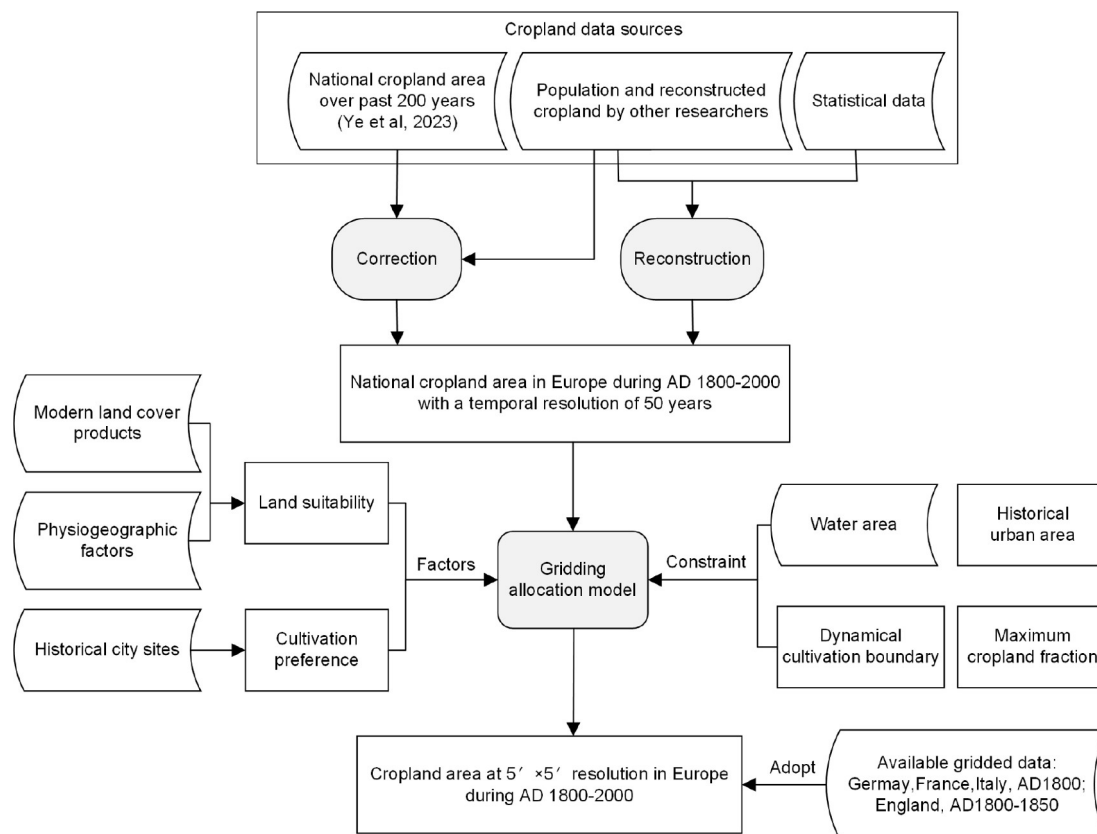 Cropland data sources
National cropland area
over past 200 years
(Ye et al, 2023)
Population and reconstructed
cropland by other researchers
Statistical data
Correction
Reconstruction
National cropland area in Europe during AD 1800-2000
with a temporal resolution of 50 years
Modern land cover
products
Physiogeographic
factors
Historical city sites
Land suitability
Cultivation
preference
Factors
Gridding
allocation model
Constraint
Water area
Historical
urban area
Dynamical
cultivation boundary
Maximum
cropland fraction
Cropland area at 5′ ×5′ resolution in Europe
during AD 1800-2000
Adopt
Available gridded data:
Germay,France,Italy, AD1800;
England, AD1800-1850